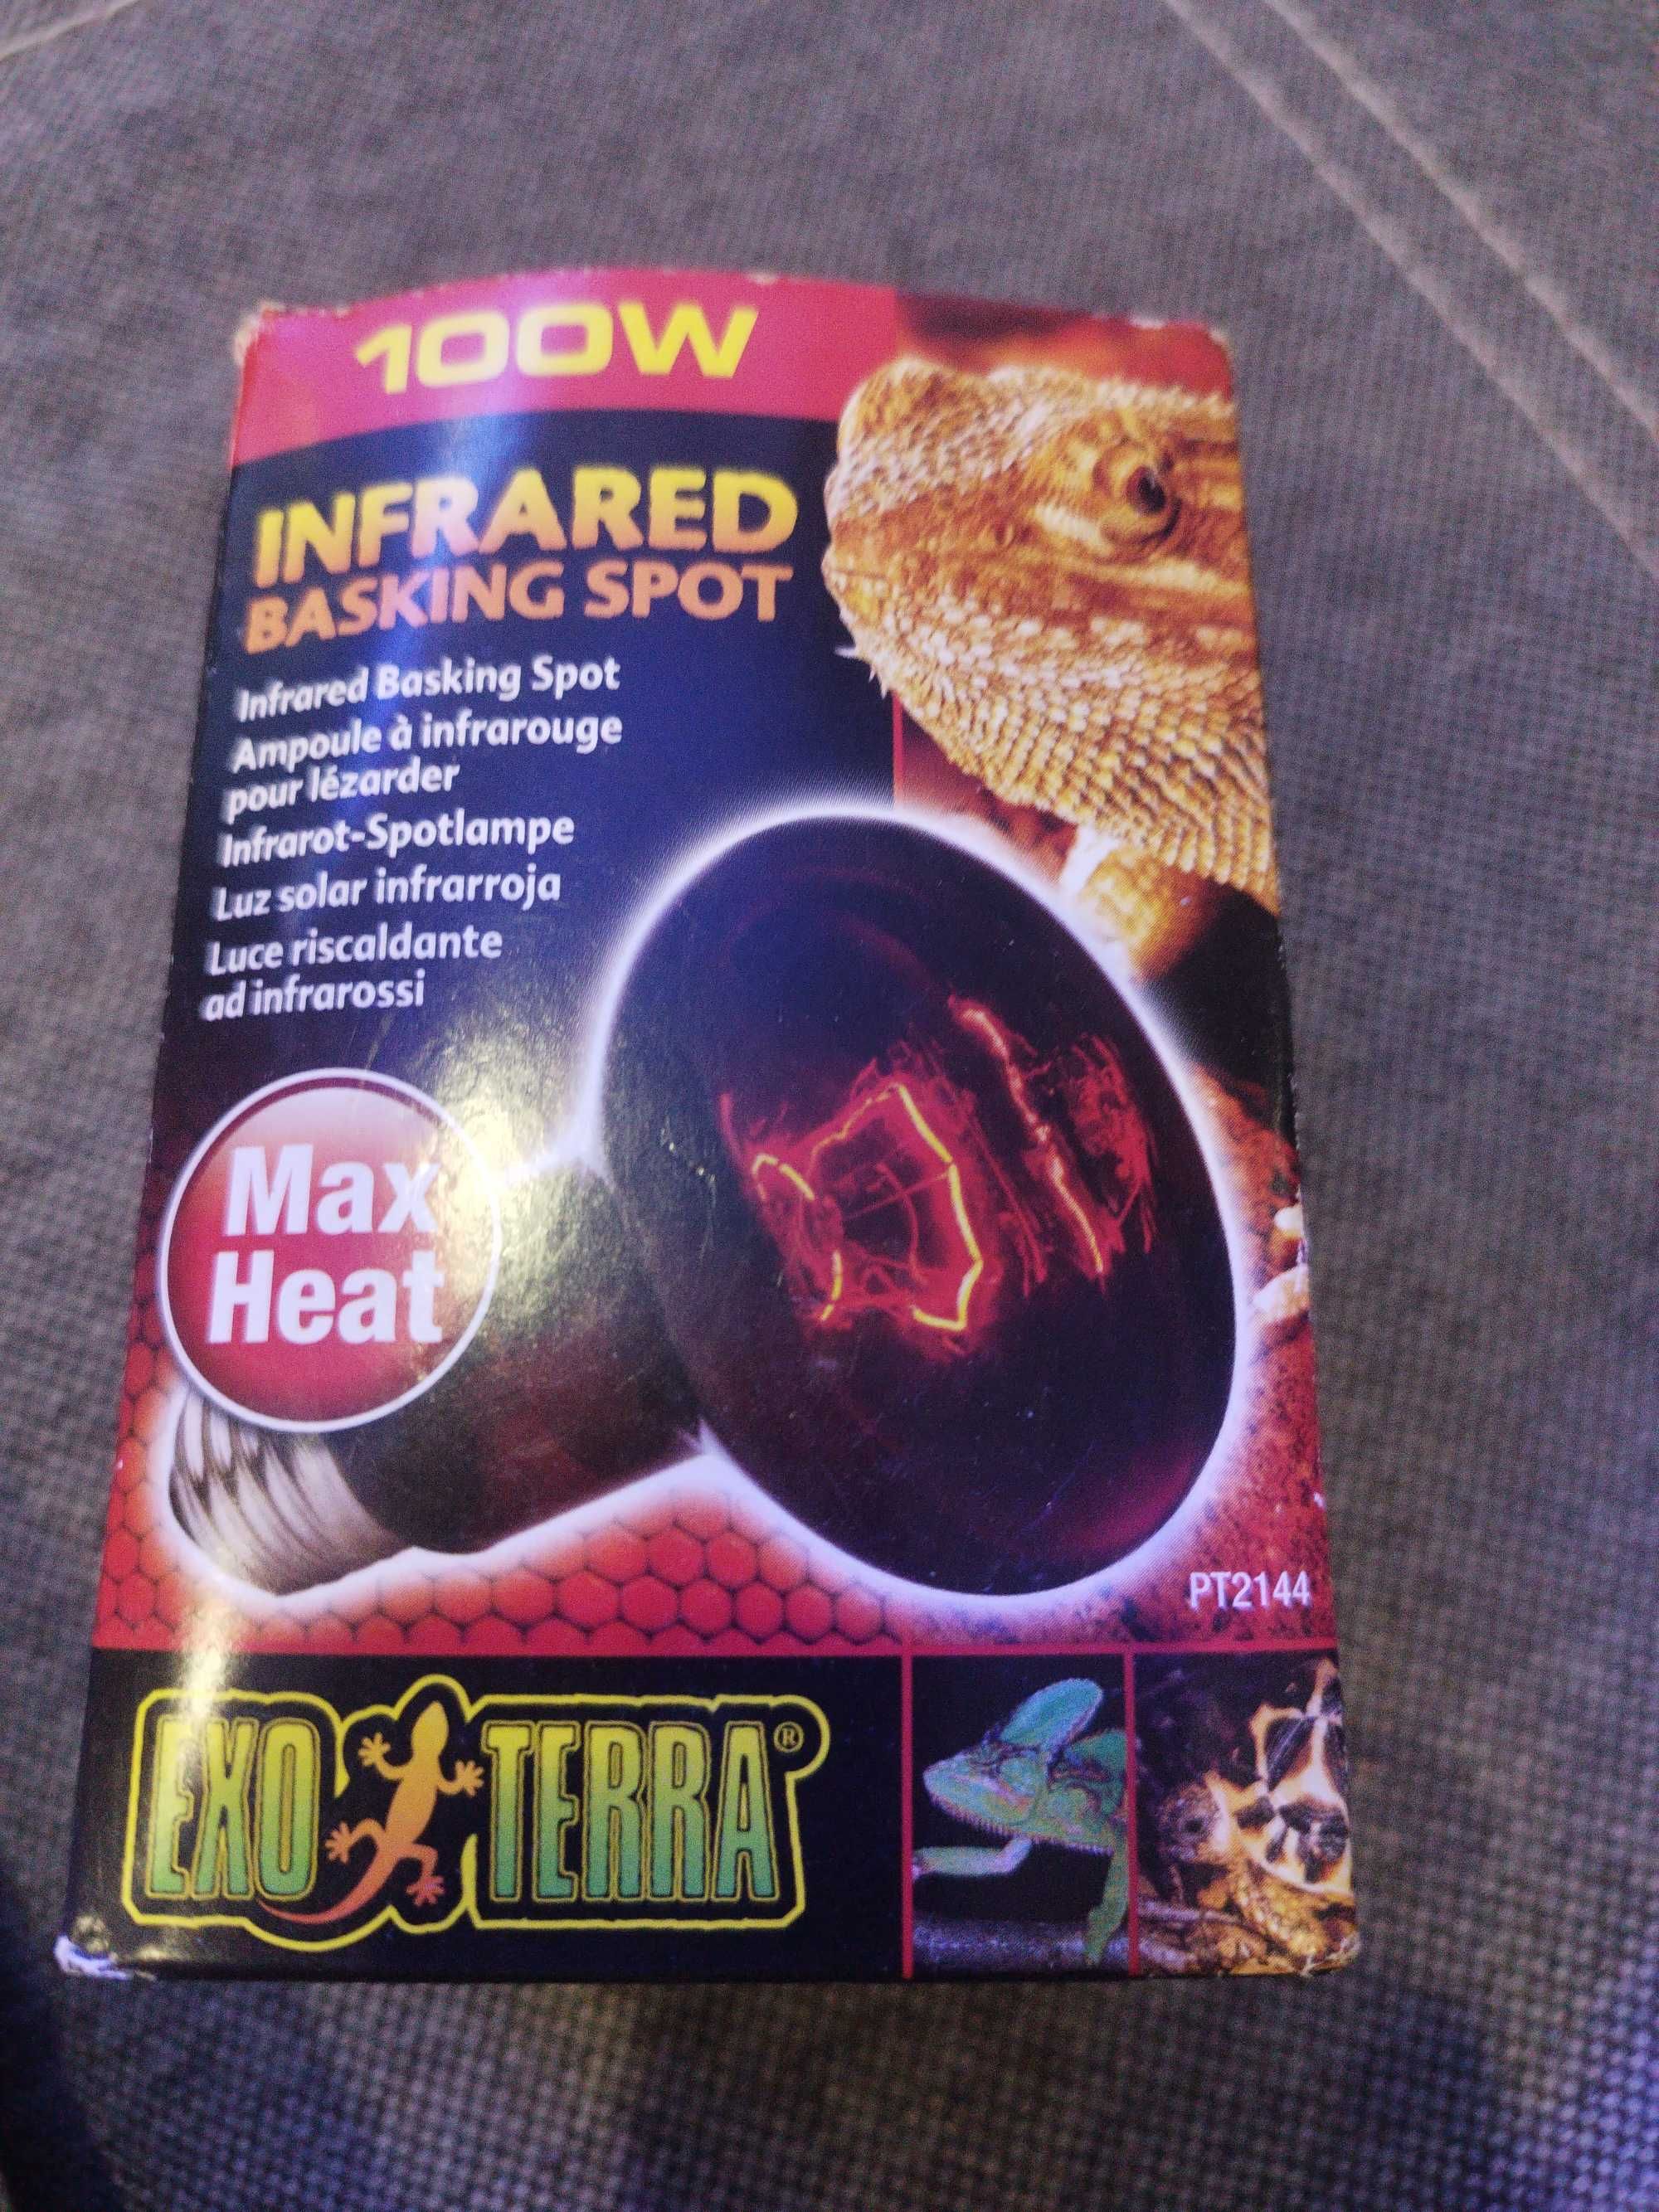 100W
INFRARED
BASKING SPOT
Infrared Basking Spot
Ampoule à infrarouge
pour lézarder
Infrarot-Spotlampe
Luz solar infrarroja
Luce riscaldante
ad infrarossi
Max
Heat
PT2144
EXO TERRA®